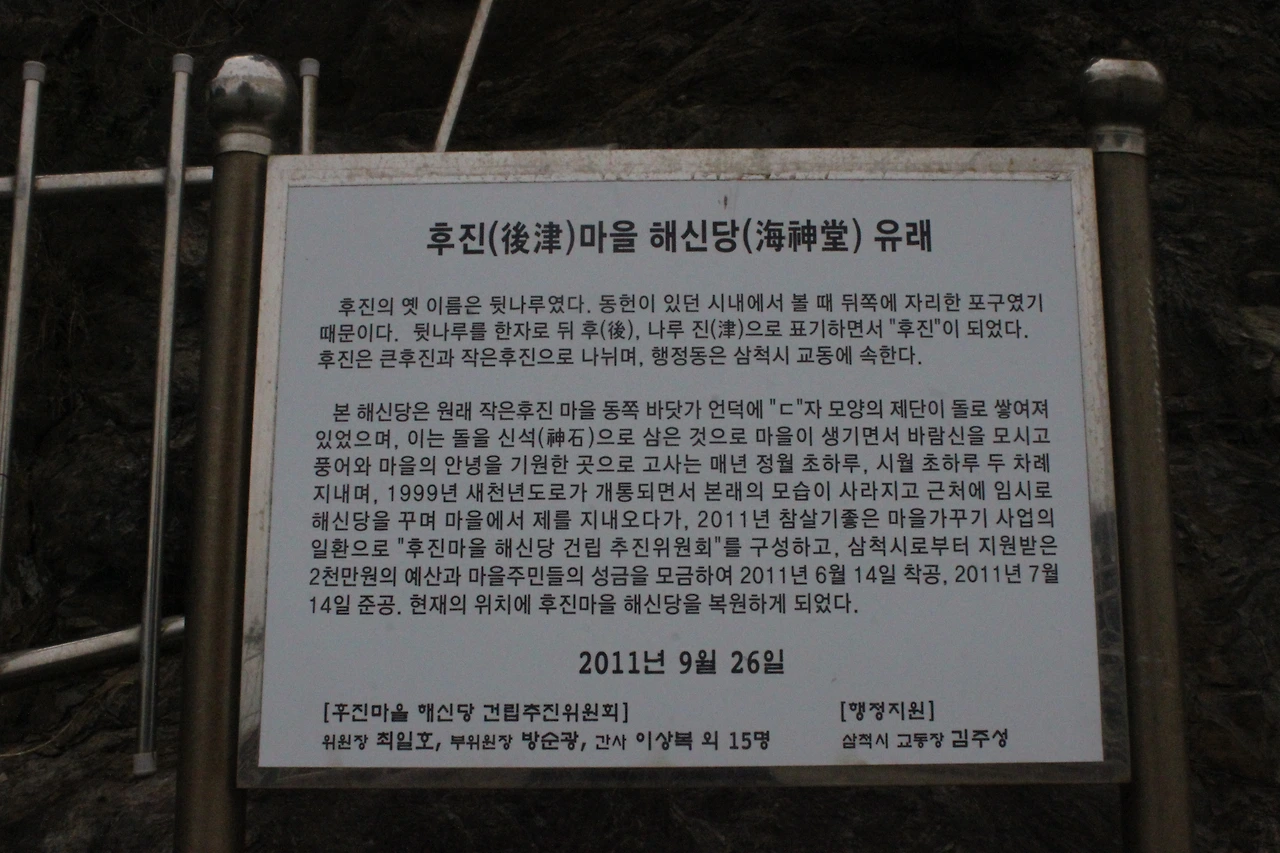 후진(後津)마을 해신당(海神堂) 유래
후진의 옛 이름은 뒷나루였다. 동헌이 있던 시내에서 볼 때 뒤쪽에 자리한 포구였기
때문이다. 뒷나루를 한자로 뒤 후(後), 나루 진(津)으로 표기하면서 "후진"이 되었다.
후진은 큰후진과 작은후진으로 나뉘며, 행정동은 삼척시 교동에 속한다.
본 해신당은 원래 작은후진 마을 동쪽 바닷가 언덕에 "ㄷ"자 모양의 제단이 돌로 쌓여져
있었으며, 이는 돌을 신석(神石)으로 삼은 것으로 마을이 생기면서 바람신을 모시고
풍어와 마을의 안녕을 기원한 곳으로 고사는 매년 정월 초하루, 시월 초하루 두 차례
지내며, 1999년 새천년도로가 개통되면서 본래의 모습이 사라지고 근처에 임시로
해신당을 꾸며 마을에서 제를 지내오다가, 2011년 참살기좋은 마을가꾸기 사업의
일환으로 "후진마을 해신당 건립 추진위원회"를 구성하고, 삼척시로부터 지원받은
2천만원의 예산과 마을주민들의 성금을 모금하여 2011년 6월 14일 착공, 2011년 7월
14일 준공. 현재의 위치에 후진마을 해신당을 복원하게 되었다.
2011년 9월 26일
[후진마을 해신당 건립추진위원회] [행정지원]
위원장 최일호, 부위원장 방순광, 간사 이상복 외 15명 삼척시 교동장 김주성